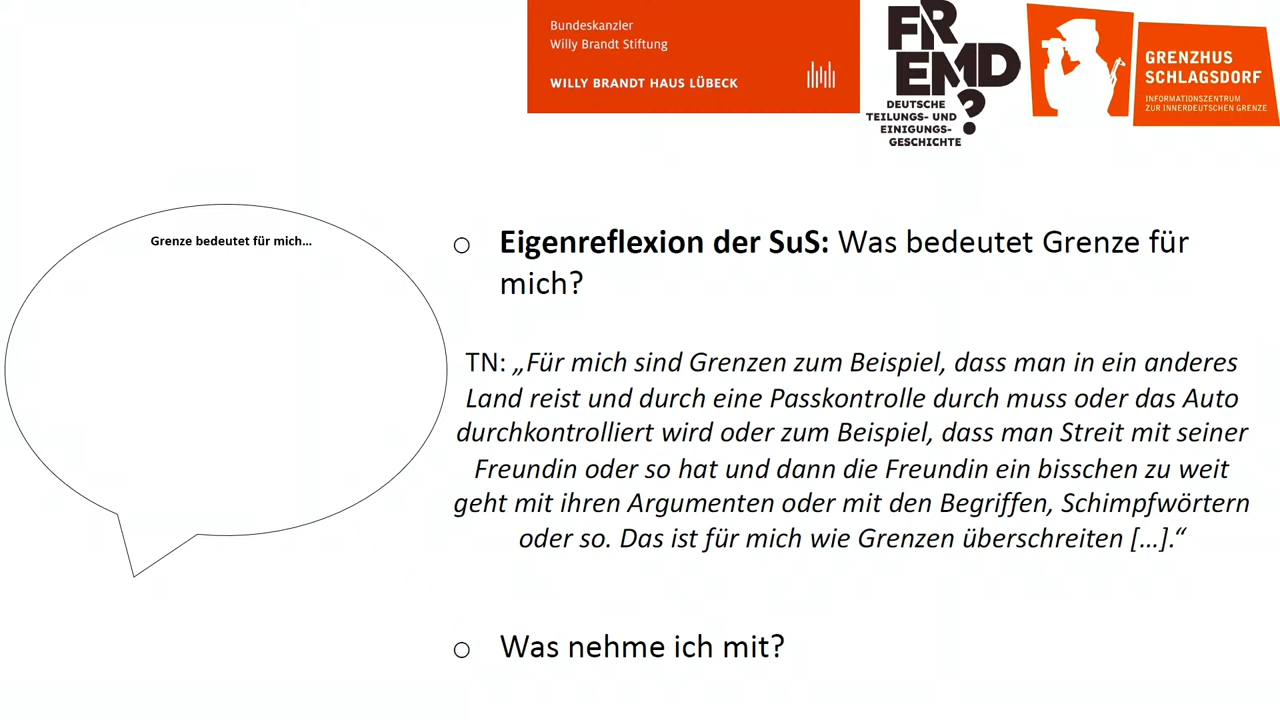 Bundeskanzler
Willy Brandt Stiftung
WILLY BRANDT HAUS LÜBECK
FR
EMD
?
DEUTSCHE
TEILUNGS- UND
EINIGUNGS-
GESCHICHTE
GRENZHUS
SCHLAGSDORF
INFORMATIONSZENTRUM
ZUR INNERDEUTSCHEN GRENZE
Grenze bedeutet für mich...
○ Eigenreflexion der SuS: Was bedeutet Grenze für
mich?
TN: „Für mich sind Grenzen zum Beispiel, dass man in ein anderes
Land reist und durch eine Passkontrolle durch muss oder das Auto
durchkontrolliert wird oder zum Beispiel, dass man Streit mit seiner
Freundin oder so hat und dann die Freundin ein bisschen zu weit
geht mit ihren Argumenten oder mit den Begriffen, Schimpfwörtern
oder so. Das ist für mich wie Grenzen überschreiten […].“
○ Was nehme ich mit?